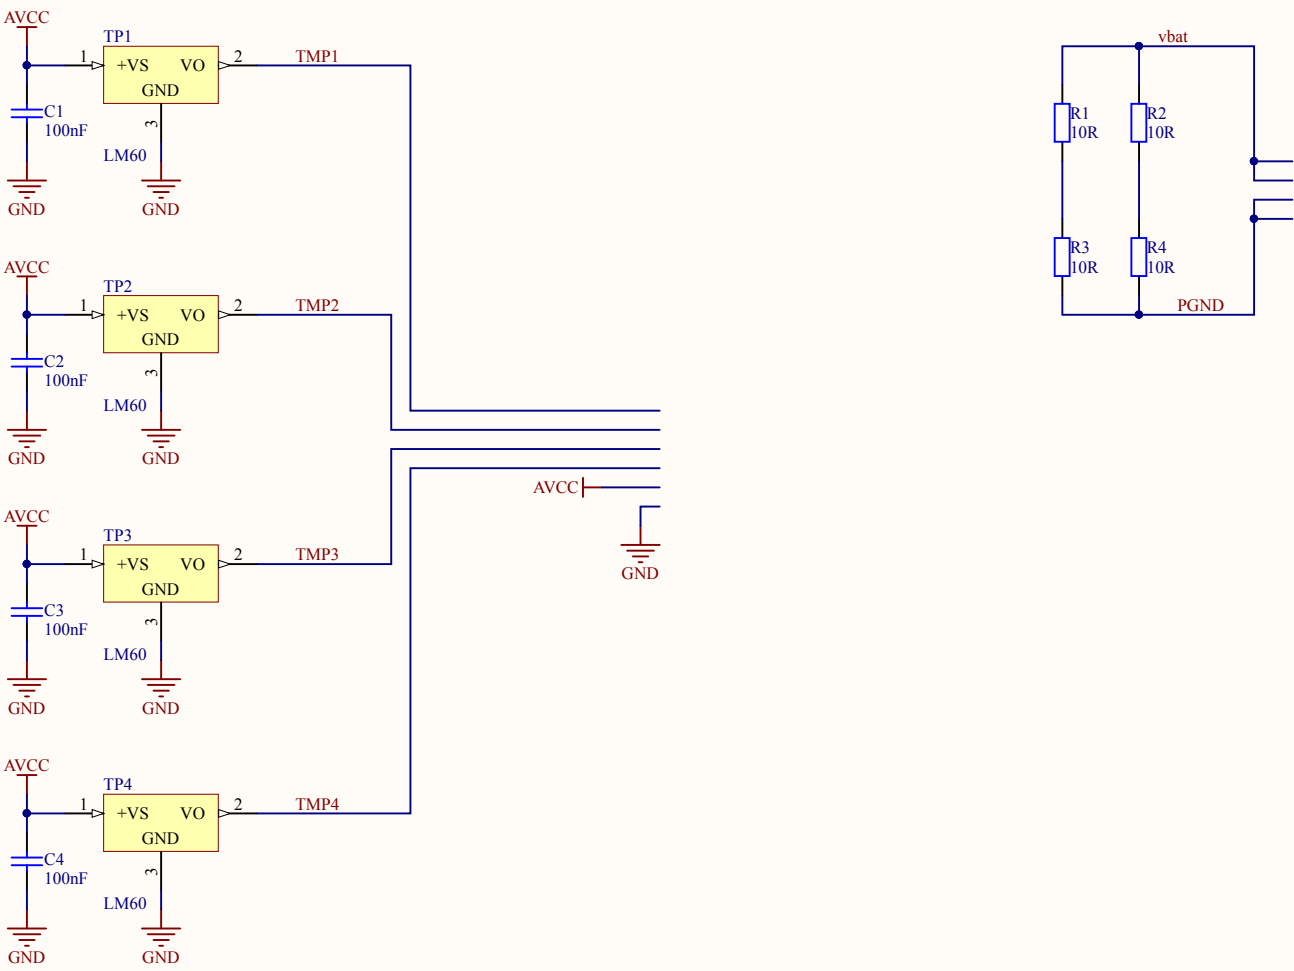 AVCC
TP1
1
+VS
VO
2
TMP1
GND
C1
100nF
3
LM60
GND
GND
AVCC
TP2
1
+VS
VO
2
TMP2
GND
C2
100nF
3
LM60
GND
GND
AVCC
TP3
1
+VS
VO
2
TMP3
GND
C3
100nF
3
LM60
GND
GND
AVCC
TP4
1
+VS
VO
2
TMP4
GND
C4
100nF
3
LM60
GND
GND
AVCC
GND
vbat
R1
10R
R2
10R
R3
10R
R4
10R
PGND